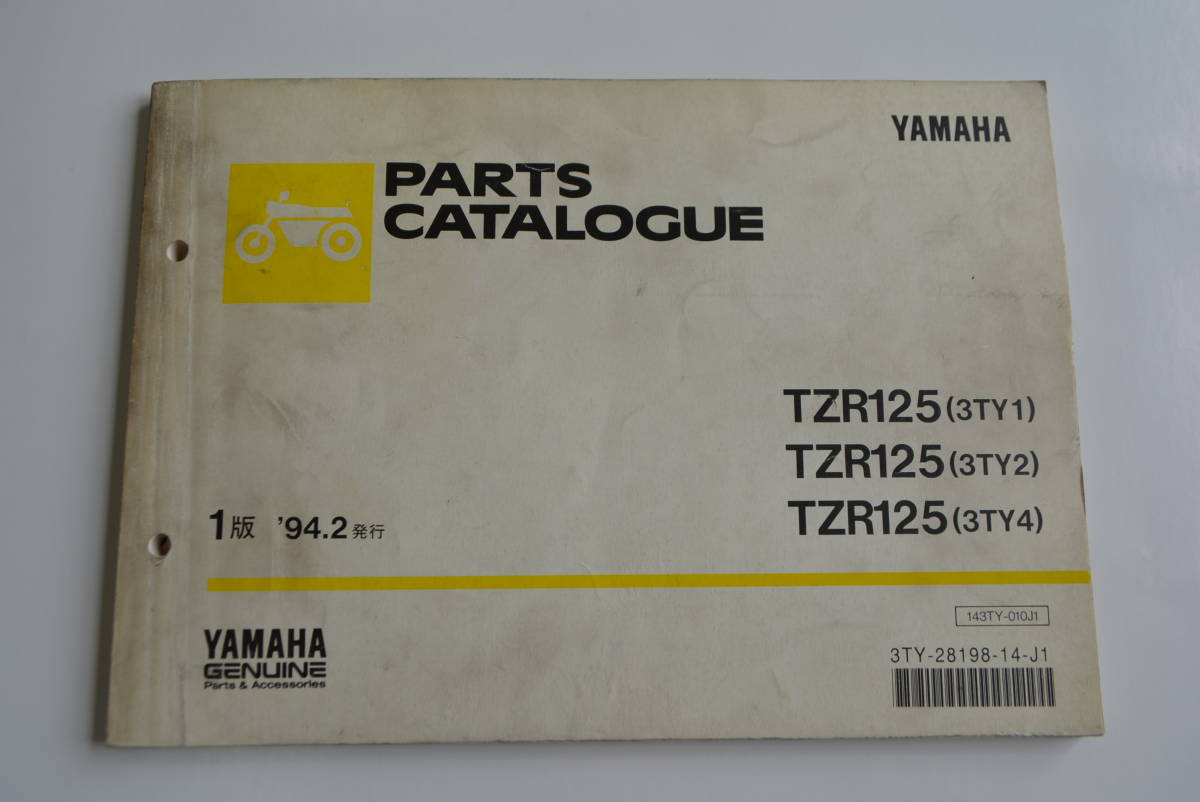 YAMAHA
PARTS
CATALOGUE
TZR125 (3TY1)
TZR125 (3TY2)
TZR125 (3TY4)
1版 '94.2発行
143TY-010J1
3TY-28198-14-J1
YAMAHA
GENUINE
Parts & Accessories